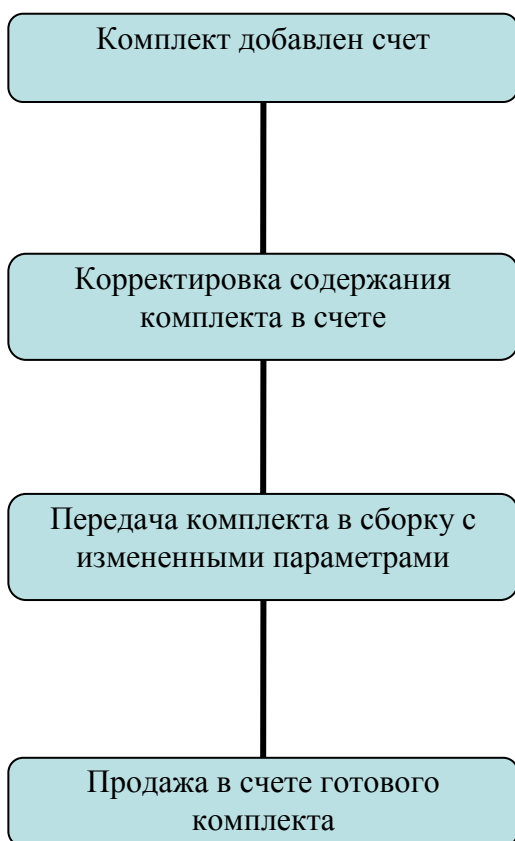 Комплект добавлен счет
Корректировка содержания
комплекта в счете
Передача комплекта в сборку с
измененными параметрами
Продажа в счете готового
комплекта